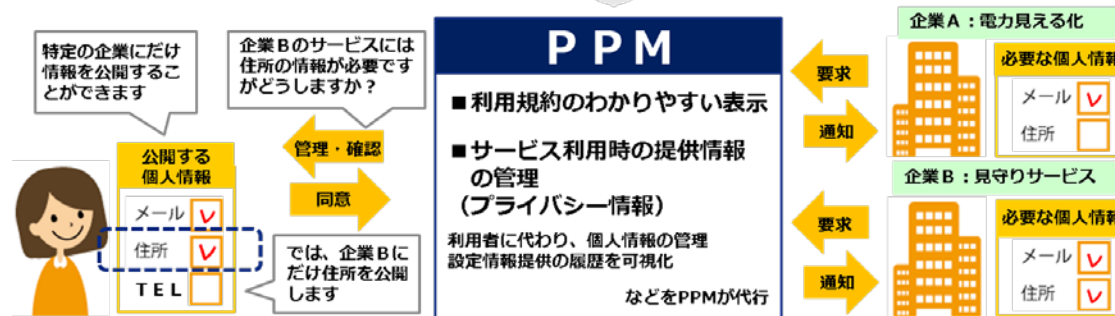 特定の企業にだけ
情報を公開するこ
とができます
企業Bのサービスには
住所の情報が必要です
がどうしますか？
管理・確認
同意
公開する
個人情報
メール
住所
TEL
では、企業Bに
だけ住所を公開
します
PPM
■利用規約のわかりやすい表示
■サービス利用時の提供情報
の管理
（プライバシー情報）
利用者に代わり、個人情報の管理
設定情報提供の履歴を可視化
などをPPMが代行
要求
通知
企業A：電力見える化
必要な個人情報
メール
住所
要求
通知
企業B：見守りサービス
必要な個人情報
メール
住所